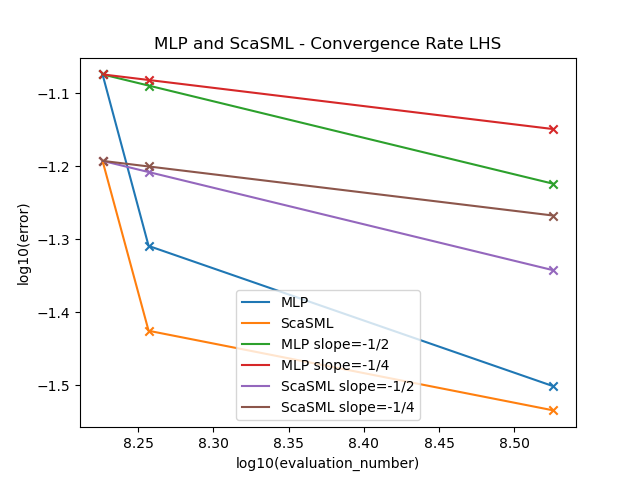 MLP and ScaSML - Convergence Rate LHS
log10(error)
−1.1
−1.2
−1.3
−1.4
−1.5
MLP
ScaSML
MLP slope=-1/2
MLP slope=-1/4
ScaSML slope=-1/2
ScaSML slope=-1/4
8.25
8.30
8.35
8.40
8.45
8.50
log10(evaluation_number)